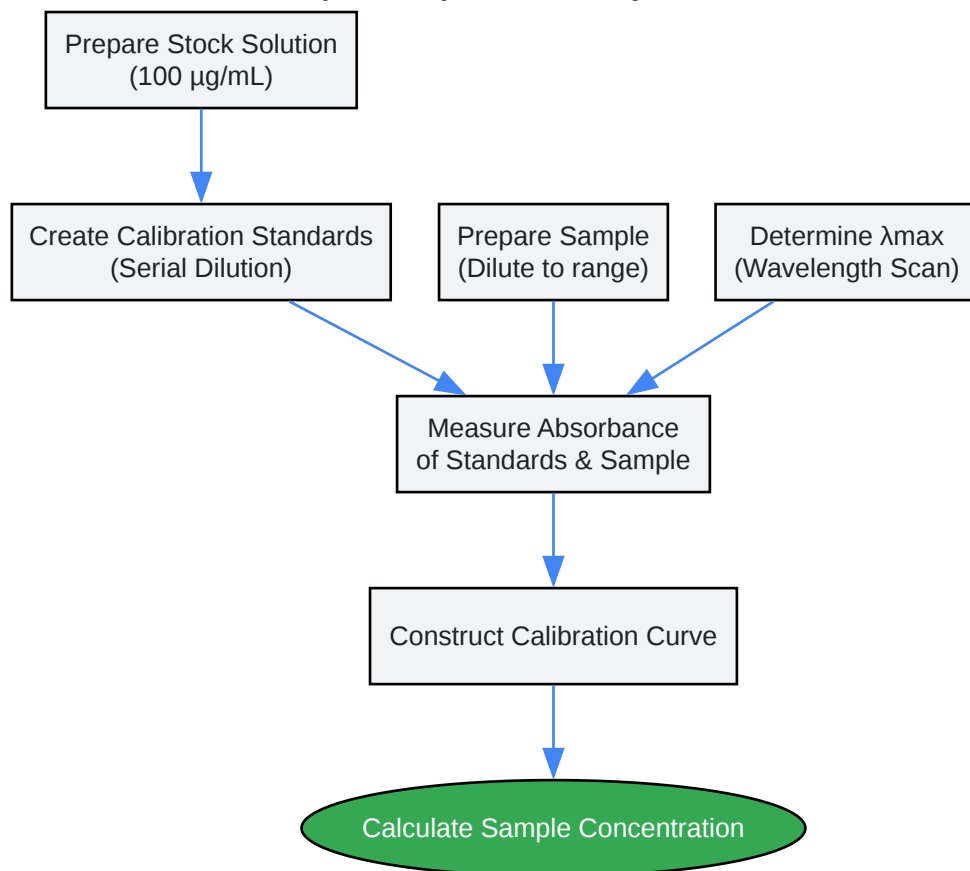 Prepare Stock Solution
(100 µg/mL)
Create Calibration Standards
(Serial Dilution)
Prepare Sample
(Dilute to range)
Determine λmax
(Wavelength Scan)
Measure Absorbance
of Standards & Sample
Construct Calibration Curve
Calculate Sample Concentration